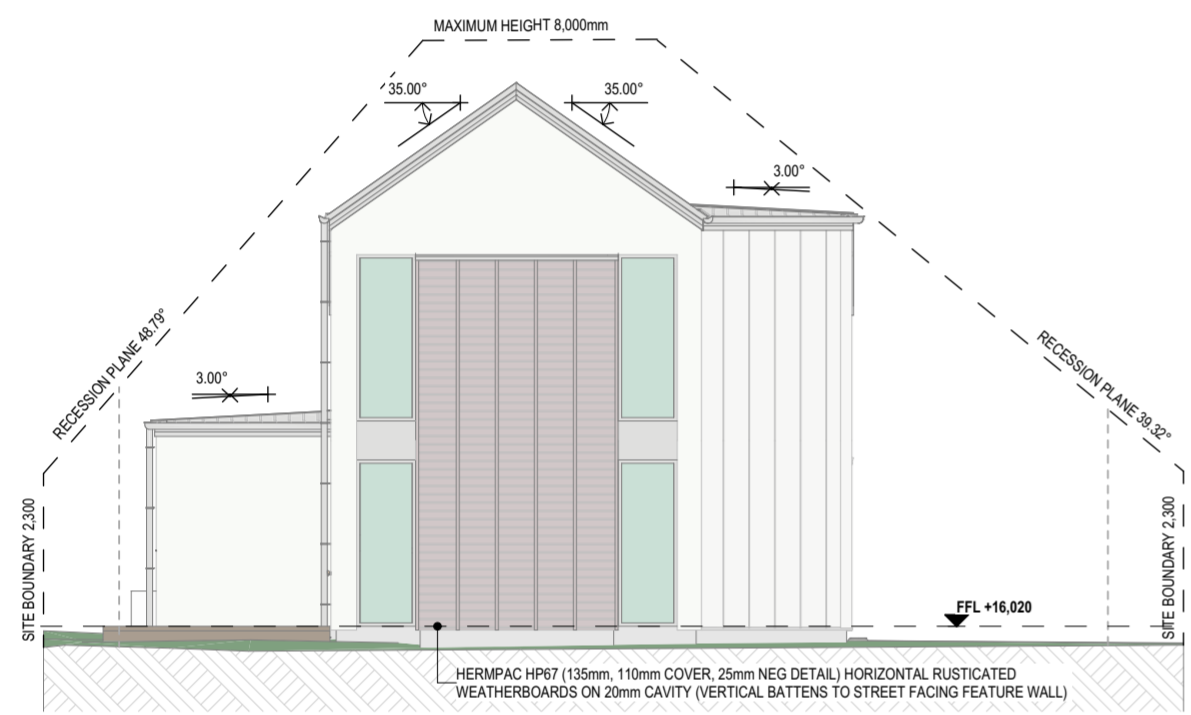 MAXIMUM HEIGHT 8,000mm
35.00°
35.00°
3.00°
RECESSION PLANE 48.79°
RECESSION PLANE 39.32°
3.00°
SITE BOUNDARY 2,300
SITE BOUNDARY 2,300
FFL +16,020
HERMPAC HP67 (135mm, 110mm COVER, 25mm NEG DETAIL) HORIZONTAL RUSTICATED
WEATHERBOARDS ON 20mm CAVITY (VERTICAL BATTENS TO STREET FACING FEATURE WALL)